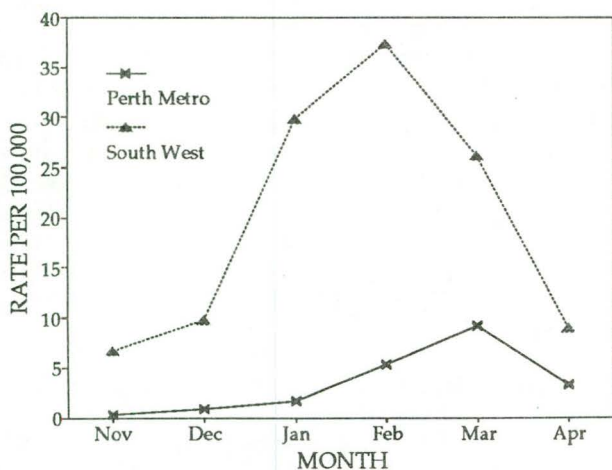 40
35
30
25
20
15
10
5
0
RATE PER 100,000
Perth Metro
South West
Nov Dec Jan Feb Mar Apr
MONTH